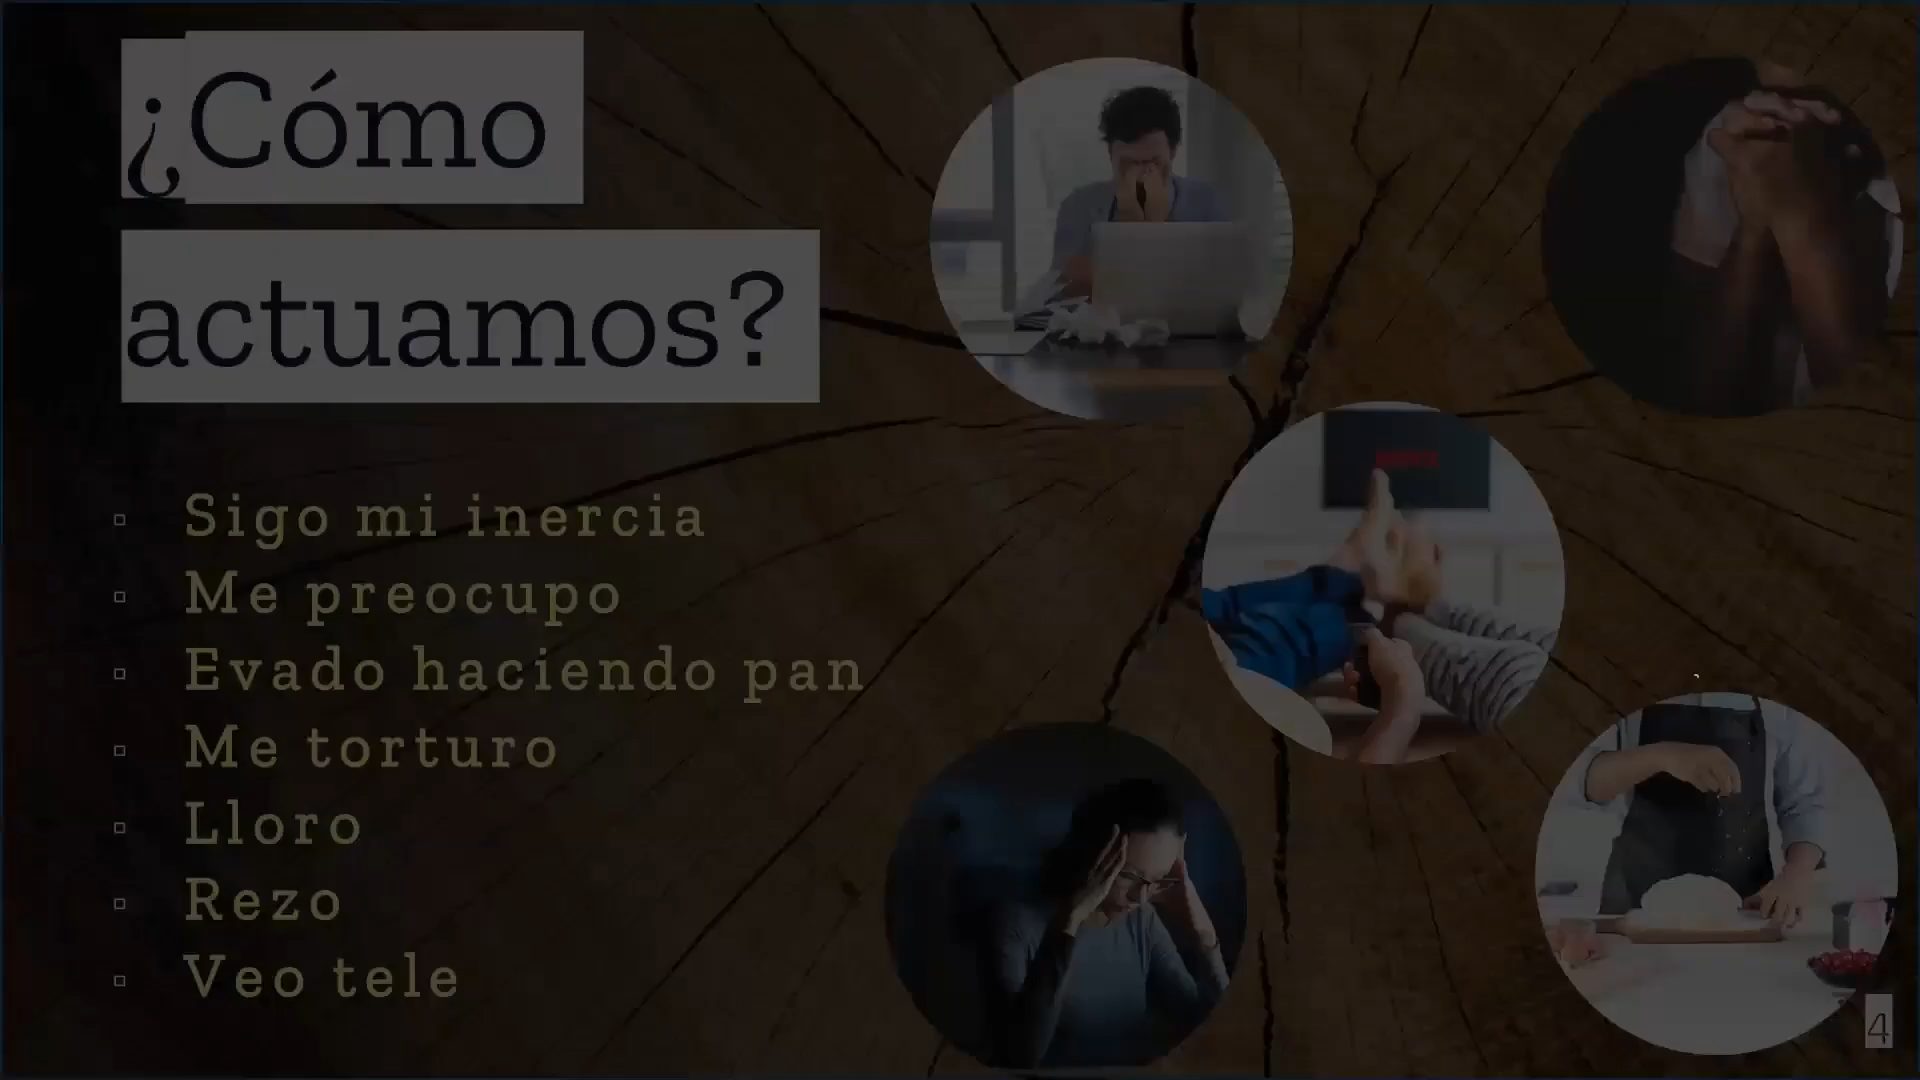 ¿Cómo
actuamos?
Sigo mi inercia
Me preocupo
Evado haciendo pan
Me torturo
Lloro
Rezo
Veo tele
4